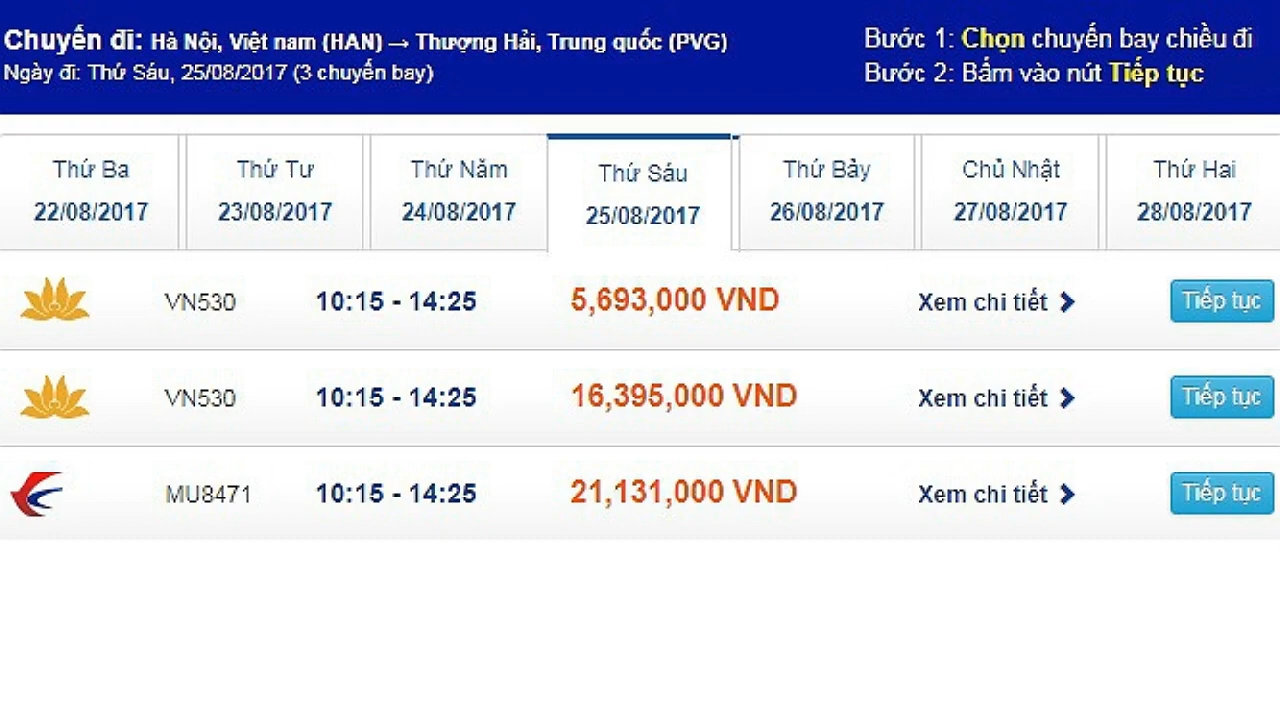 Chuyến đi: Hà Nội, Việt nam (HAN) → Thượng Hải, Trung quốc (PVG)
Ngày đi: Thứ Sáu, 25/08/2017 (3 chuyến bay)
Bước 1: Chọn chuyến bay chiều đi
Bước 2: Bấm vào nút Tiếp tục
Thứ Ba Thứ Tư Thứ Năm Thứ Sáu Thứ Bảy Chủ Nhật Thứ Hai
22/08/2017 23/08/2017 24/08/2017 25/08/2017 26/08/2017 27/08/2017 28/08/2017
VN530 10:15 - 14:25 5,693,000 VND Xem chi tiết Tiếp tục
VN530 10:15 - 14:25 16,395,000 VND Xem chi tiết Tiếp tục
MU8471 10:15 - 14:25 21,131,000 VND Xem chi tiết Tiếp tục